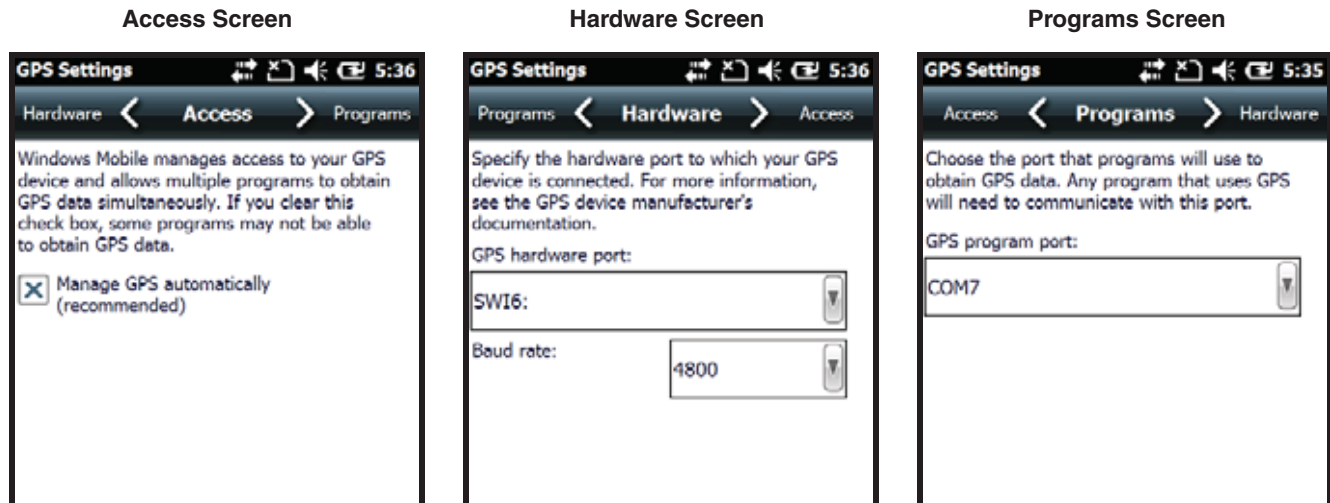 Access Screen
GPS Settings 5:36
Hardware Access Programs
Windows Mobile manages access to your GPS
device and allows multiple programs to obtain
GPS data simultaneously. If you clear this
check box, some programs may not be able
to obtain GPS data.
Manage GPS automatically
(recommended)
Hardware Screen
GPS Settings 5:36
Programs Hardware Access
Specify the hardware port to which your GPS
device is connected. For more information,
see the GPS device manufacturer's
documentation.
GPS hardware port:
SWI6:
Baud rate:
4800
Programs Screen
GPS Settings 5:35
Access Programs Hardware
Choose the port that programs will use to
obtain GPS data. Any program that uses GPS
will need to communicate with this port.
GPS program port:
COM7